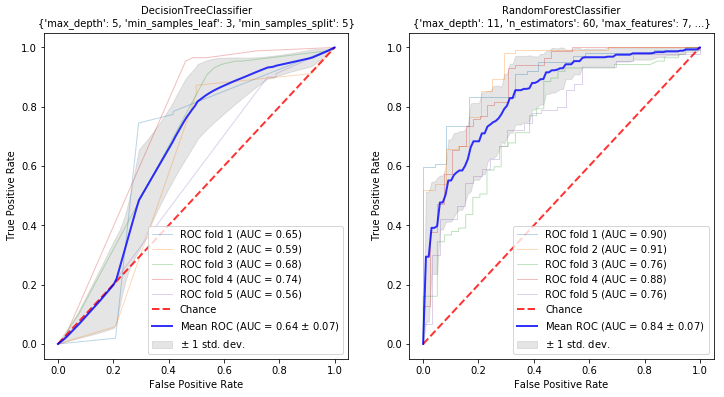 DecisionTreeClassifier
{'max_depth': 5, 'min_samples_leaf': 3, 'min_samples_split': 5}
1.0
0.8
0.6
0.4
0.2
0.0
True Positive Rate
ROC fold 1 (AUC = 0.65)
ROC fold 2 (AUC = 0.59)
ROC fold 3 (AUC = 0.68)
ROC fold 4 (AUC = 0.74)
ROC fold 5 (AUC = 0.56)
Chance
Mean ROC (AUC = 0.64 ± 0.07)
± 1 std. dev.
0.0 0.2 0.4 0.6 0.8 1.0
False Positive Rate
RandomForestClassifier
{'max_depth': 11, 'n_estimators': 60, 'max_features': 7, ...}
1.0
0.8
0.6
0.4
0.2
0.0
True Positive Rate
ROC fold 1 (AUC = 0.90)
ROC fold 2 (AUC = 0.91)
ROC fold 3 (AUC = 0.76)
ROC fold 4 (AUC = 0.88)
ROC fold 5 (AUC = 0.76)
Chance
Mean ROC (AUC = 0.84 ± 0.07)
± 1 std. dev.
0.0 0.2 0.4 0.6 0.8 1.0
False Positive Rate